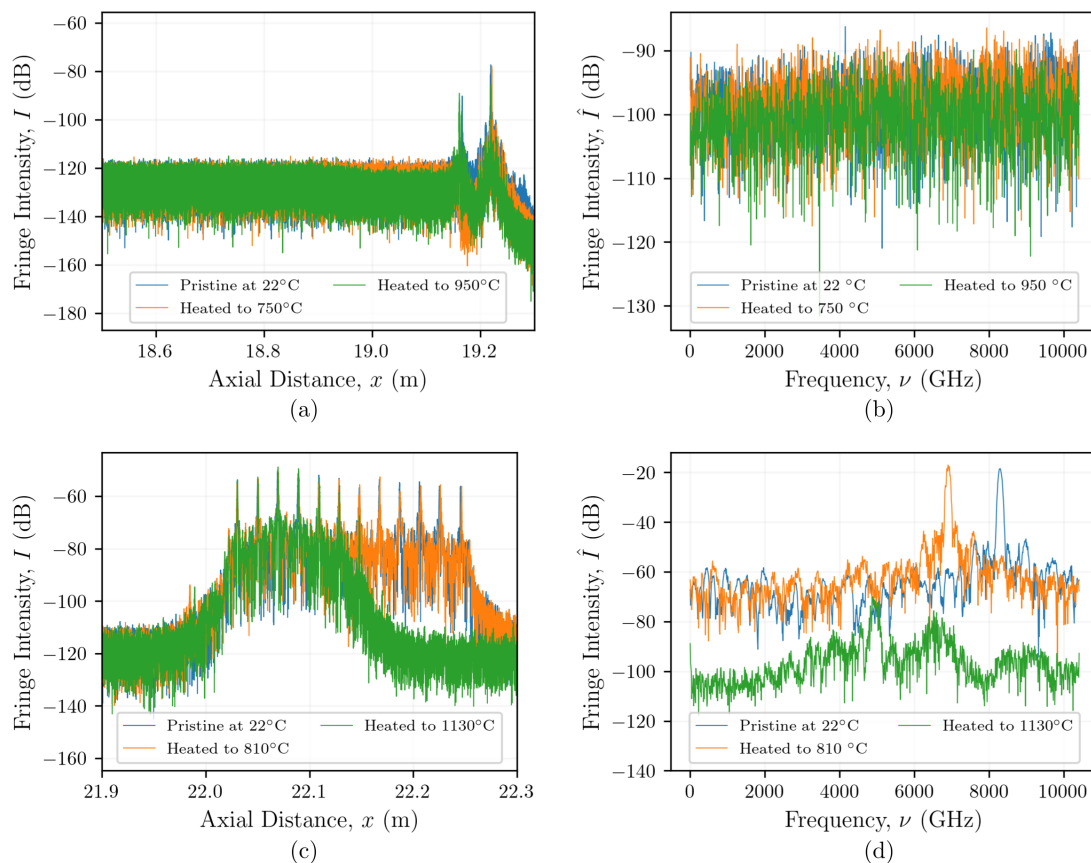 −60
−80
−100
−120
−140
−160
−180
Fringe Intensity, I (dB)
Pristine at 22°C
Heated to 750°C
Heated to 950°C
18.6
18.8
19.0
19.2
Axial Distance, x (m)
(a)
−90
−100
−110
−120
−130
Fringe Intensity, Î (dB)
Pristine at 22 °C
Heated to 750 °C
Heated to 950 °C
0
2000
4000
6000
8000
10000
Frequency, ν (GHz)
(b)
−60
−80
−100
−120
−140
−160
Fringe Intensity, I (dB)
Pristine at 22°C
Heated to 810°C
Heated to 1130°C
21.9
22.0
22.1
22.2
22.3
Axial Distance, x (m)
(c)
−20
−40
−60
−80
−100
−120
−140
Fringe Intensity, Î (dB)
Pristine at 22°C
Heated to 810 °C
Heated to 1130°C
0
2000
4000
6000
8000
10000
Frequency, ν (GHz)
(d)